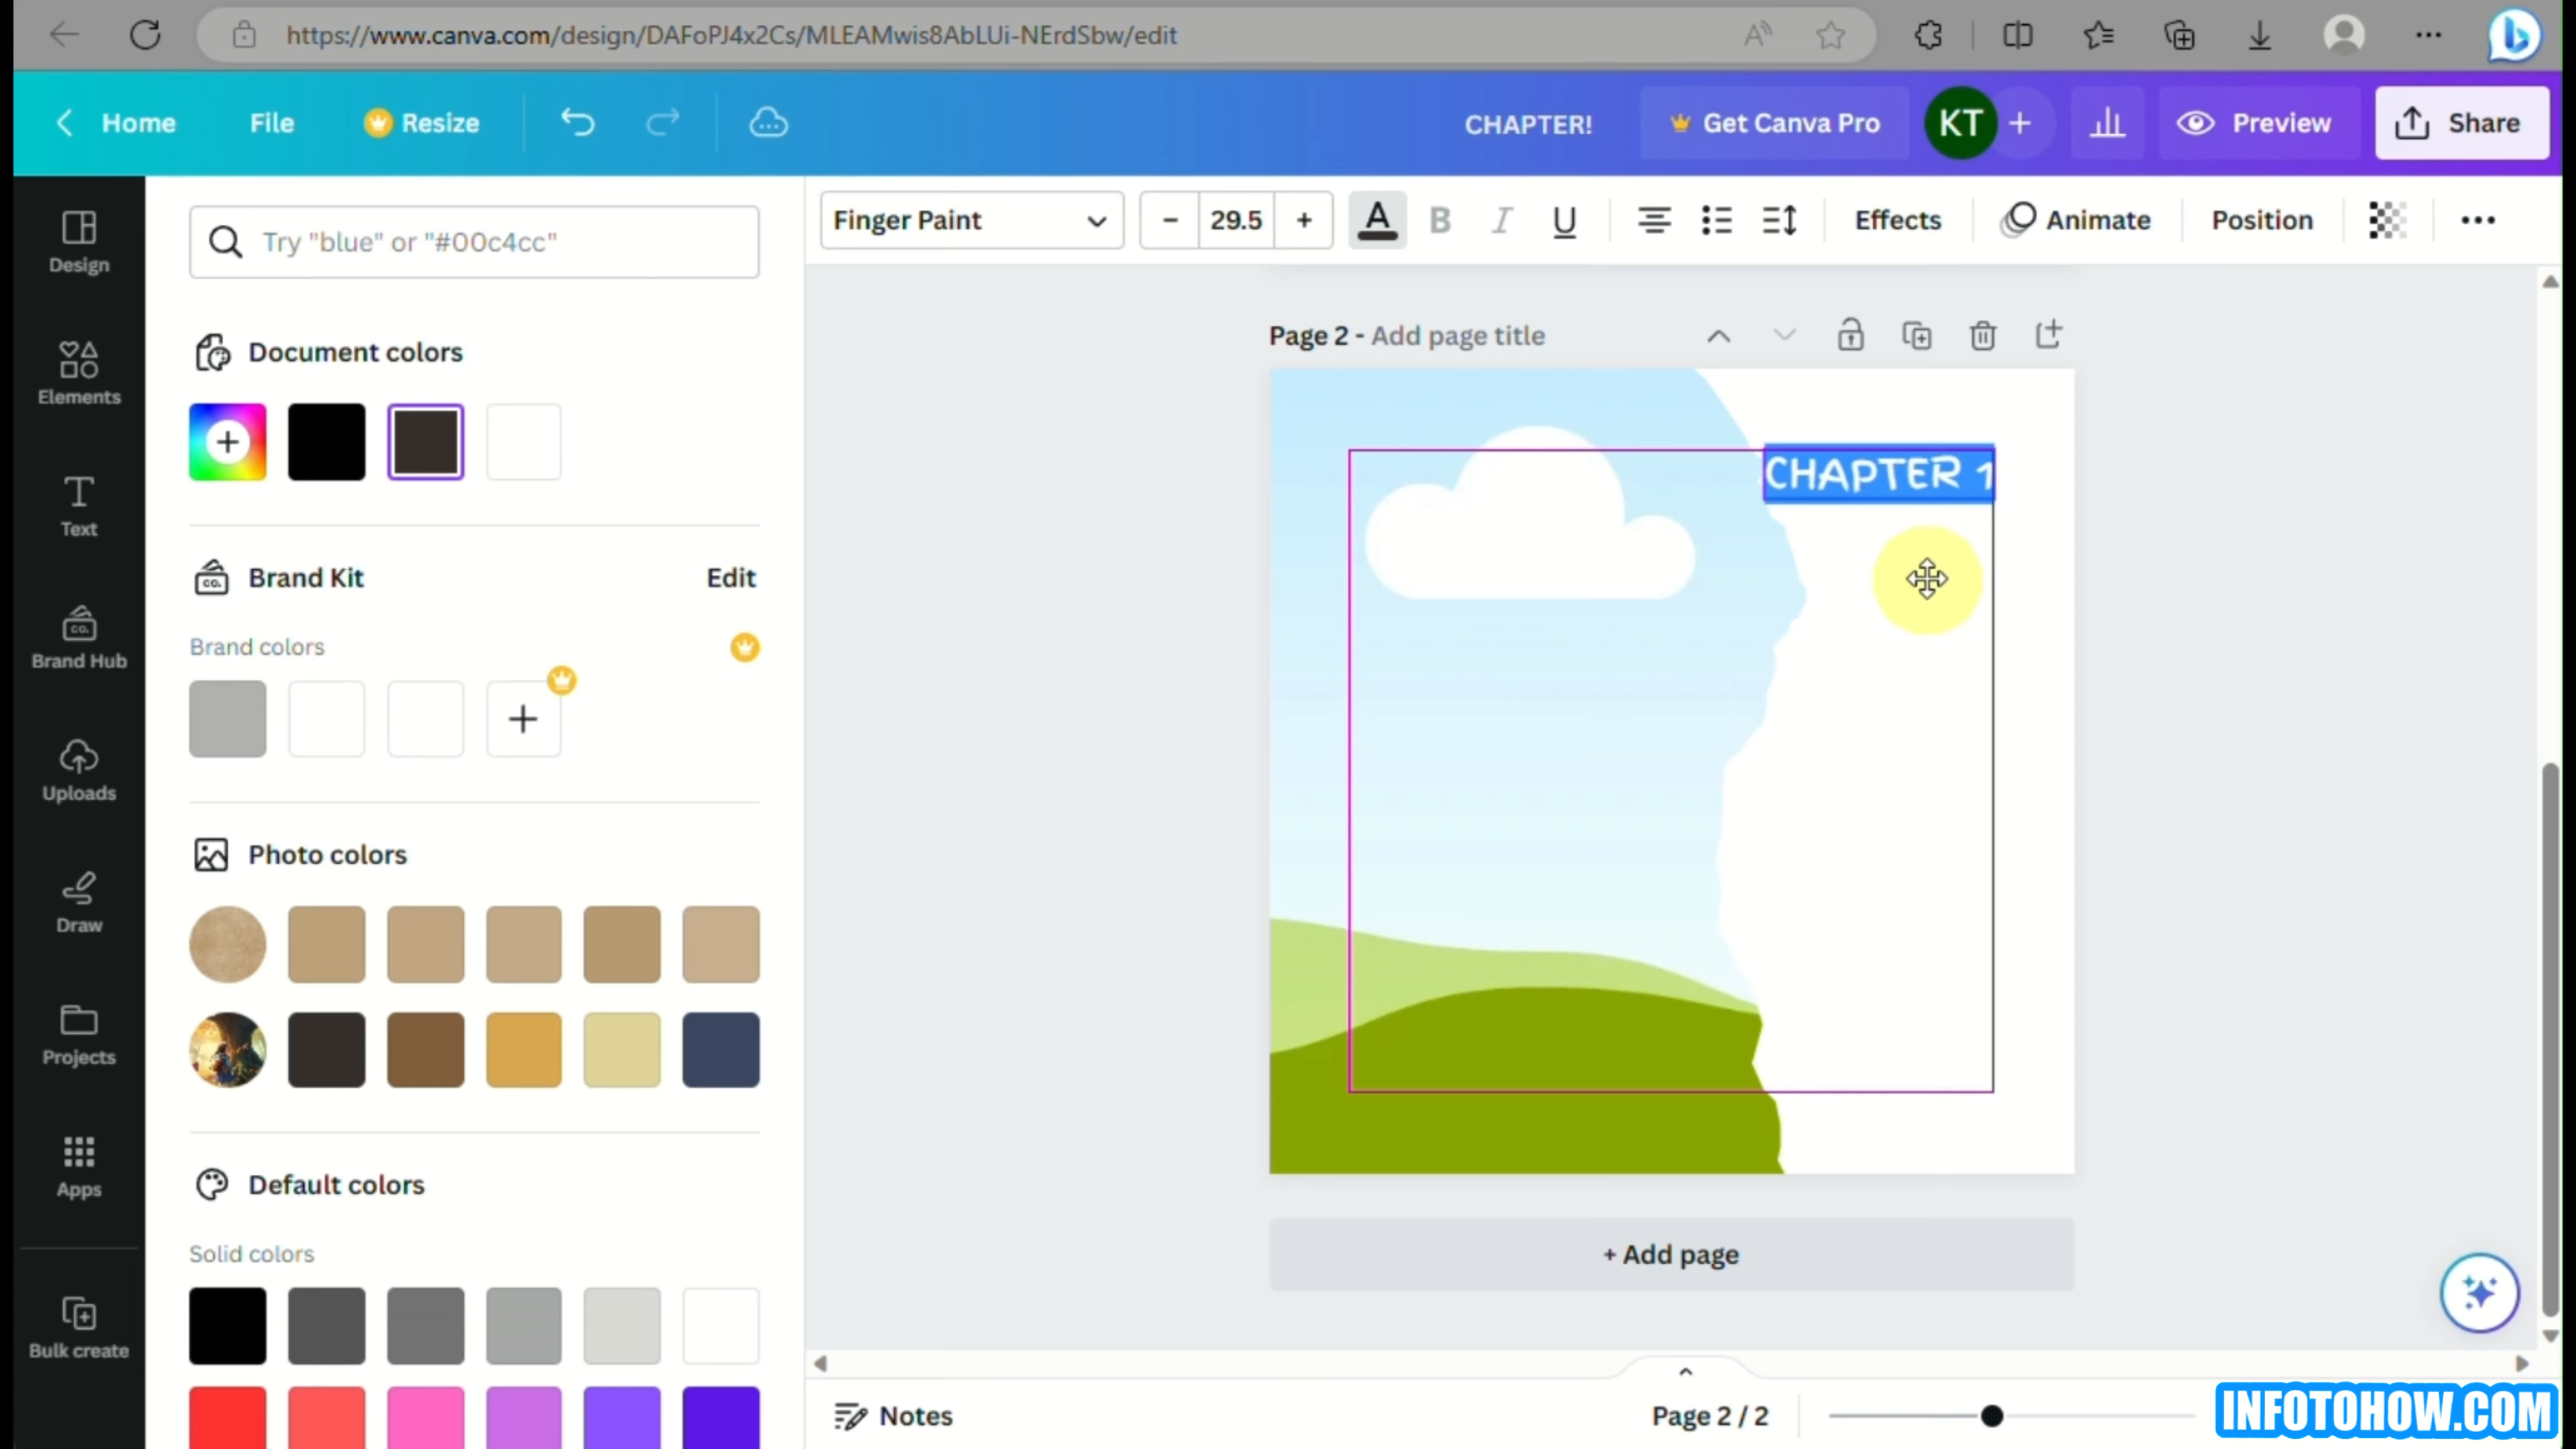 https://www.canva.com/design/DAFoPJ4x2Cs/MLEAMwis8AbLUi-NErdSbw/edit
Home
File
Resize
CHAPTER!
Get Canva Pro
KT
+
Preview
Share
Design
Elements
Text
Brand Hub
Uploads
Draw
Projects
Apps
Bulk create
Try "blue" or "#00c4cc"
Document colors
Brand Kit
Edit
Brand colors
Photo colors
Default colors
Solid colors
Finger Paint
- 29.5 +
A B I U
Effects
Animate
Position
Page 2 - Add page title
CHAPTER 1
+ Add page
Notes
Page 2 / 2
INFOTOHOW.COM